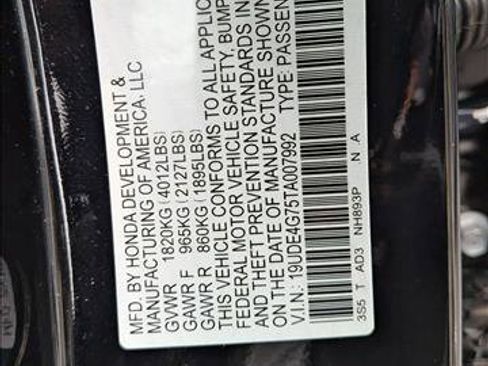 MFD. BY HONDA DEVELOPMENT &
MANUFACTURING OF AMERICA, LLC
GVWR 1820KG (4012LBS)
GAWR F 965KG (2127LBS)
GAWR R 860KG (1895LBS)
THIS VEHICLE CONFORMS TO ALL APPLIC
FEDERAL MOTOR VEHICLE SAFETY, BUMP
AND THEFT PREVENTION STANDARDS IN
ON THE DATE OF MANUFACTURE SHOWN
V.I.N.: 19UDE4G75TA007992 TYPE: PASSEN
3S5 T AD3 NH893P N A